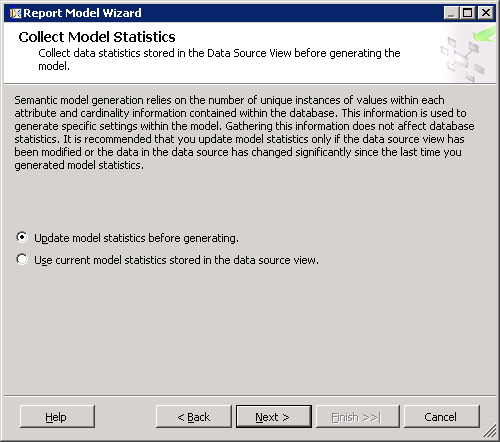 Report Model Wizard
Collect Model Statistics
Collect data statistics stored in the Data Source View before generating the
model.
Semantic model generation relies on the number of unique instances of values within each
attribute and cardinality information contained within the database. This information is used to
generate specific settings within the model. Gathering this information does not affect database
statistics. It is recommended that you update model statistics only if the data source view has
been modified or the data in the data source has changed significantly since the last time you
generated model statistics.
Update model statistics before generating.
Use current model statistics stored in the data source view.
Help
< Back
Next >
Finish >>|
Cancel